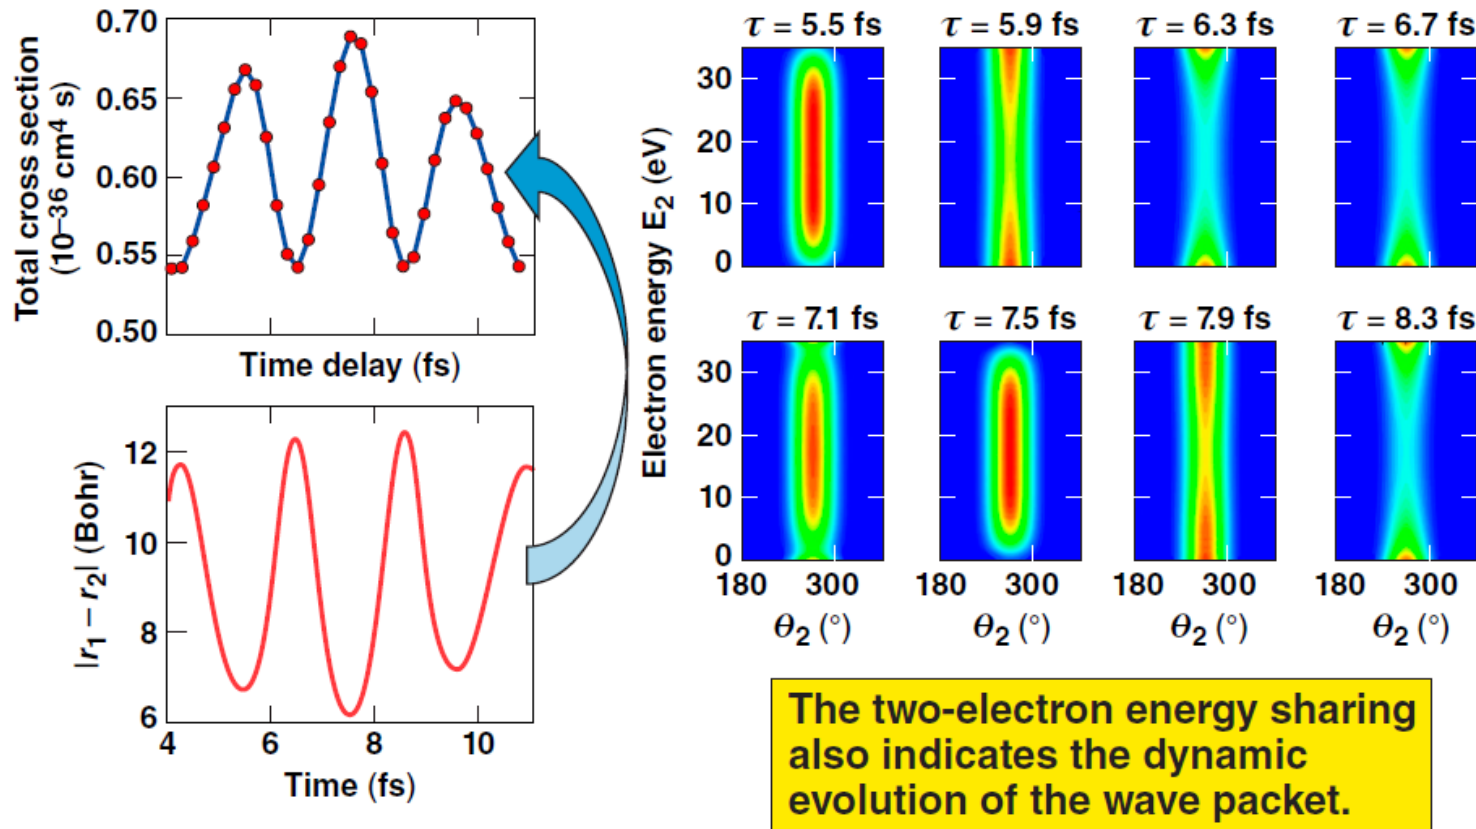 Total cross section
(10⁻³⁶ cm⁴ s)
0.70
0.65
0.60
0.55
0.50
Time delay (fs)
|r₁ – r₂| (Bohr)
12
10
8
6
4 6 8 10
Time (fs)
Electron energy E₂ (eV)
τ = 5.5 fs τ = 5.9 fs τ = 6.3 fs τ = 6.7 fs
30
20
10
0
τ = 7.1 fs τ = 7.5 fs τ = 7.9 fs τ = 8.3 fs
30
20
10
0
180 300 180 300 180 300 180 300
θ₂ (°) θ₂ (°) θ₂ (°) θ₂ (°)
The two-electron energy sharing
also indicates the dynamic
evolution of the wave packet.